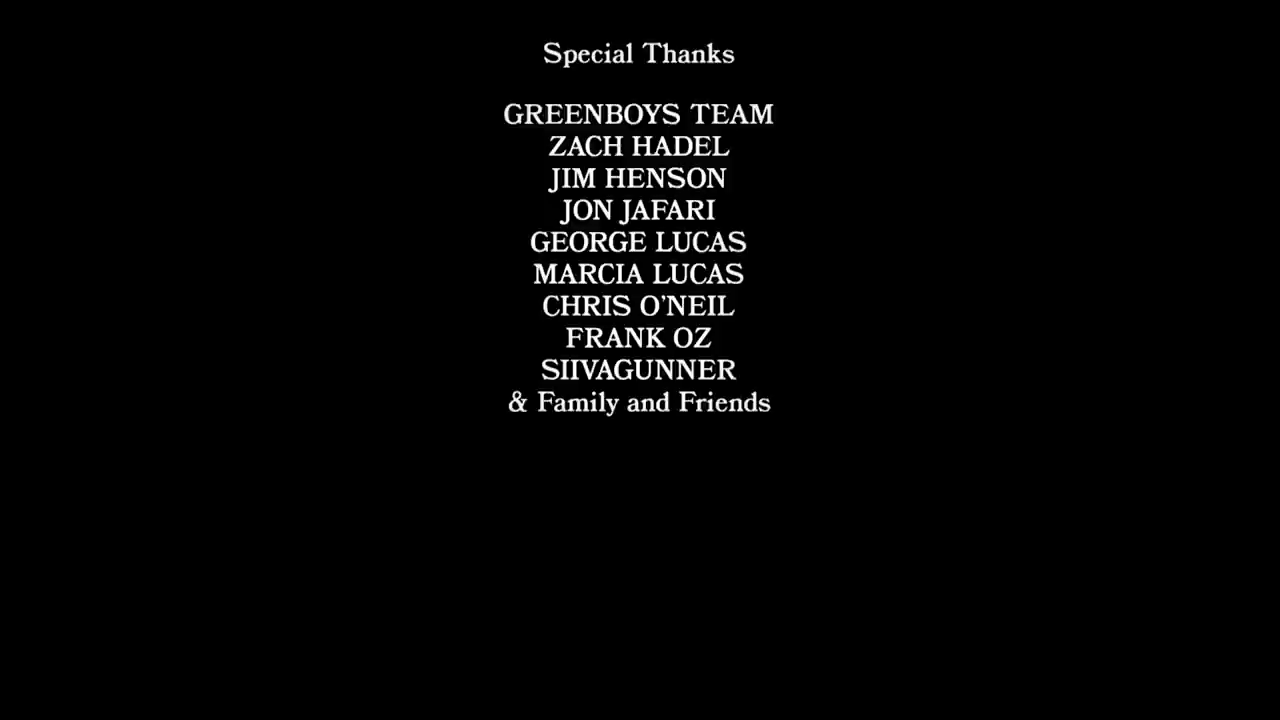 Special Thanks
GREENBOYS TEAM
ZACH HADEL
JIM HENSON
JON JAFARI
GEORGE LUCAS
MARCIA LUCAS
CHRIS O'NEIL
FRANK OZ
SIIVAGUNNER
& Family and Friends